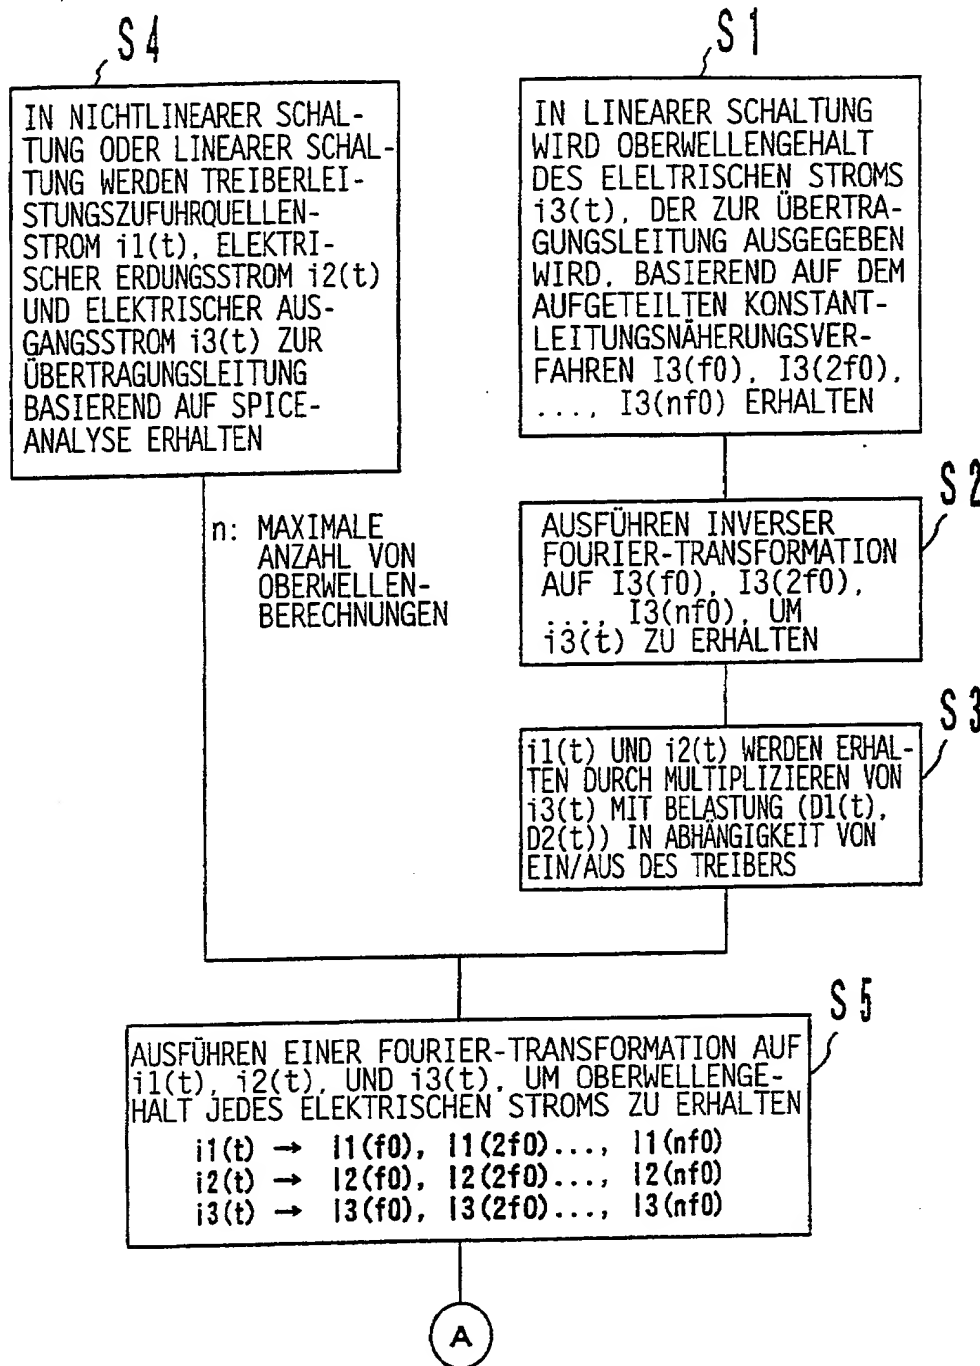 S4
IN NICHTLINEARER SCHAL-
TUNG ODER LINEARER SCHAL-
TUNG WERDEN TREIBERLEI-
STUNGSZUFUHRQUELLEN-
STROM i1(t), ELEKTRI-
SCHER ERDUNGSSTROM i2(t)
UND ELEKTRISCHER AUS-
GANGSSTROM i3(t) ZUR
ÜBERTRAGUNGSLEITUNG
BASIEREND AUF SPICE-
ANALYSE ERHALTEN
n: MAXIMALE
ANZAHL VON
OBERWELLEN-
BERECHNUNGEN
S1
IN LINEARER SCHALTUNG
WIRD OBERWELLENGEHALT
DES ELELTRISCHEN STROMS
i3(t), DER ZUR ÜBERTRA-
GUNGSLEITUNG AUSGEGEBEN
WIRD, BASIEREND AUF DEM
AUFGETEILTEN KONSTANT-
LEITUNGSNÄHERUNGSVER-
FAHREN I3(f0), I3(2f0),
..., I3(nf0) ERHALTEN
S2
AUSFÜHREN INVERSER
FOURIER-TRANSFORMATION
AUF I3(f0), I3(2f0),
..., I3(nf0), UM
i3(t) ZU ERHALTEN
S3
i1(t) UND i2(t) WERDEN ERHAL-
TEN DURCH MULTIPLIZIEREN VON
i3(t) MIT BELASTUNG (D1(t),
D2(t)) IN ABHÄNGIGKEIT VON
EIN/AUS DES TREIBERS
S5
AUSFÜHREN EINER FOURIER-TRANSFORMATION AUF
i1(t), i2(t), UND i3(t), UM OBERWELLENGE-
HALT JEDES ELEKTRISCHEN STROMS ZU ERHALTEN
i1(t) → I1(f0), I1(2f0)..., I1(nf0)
i2(t) → I2(f0), I2(2f0)..., I2(nf0)
i3(t) → I3(f0), I3(2f0)..., I3(nf0)
A